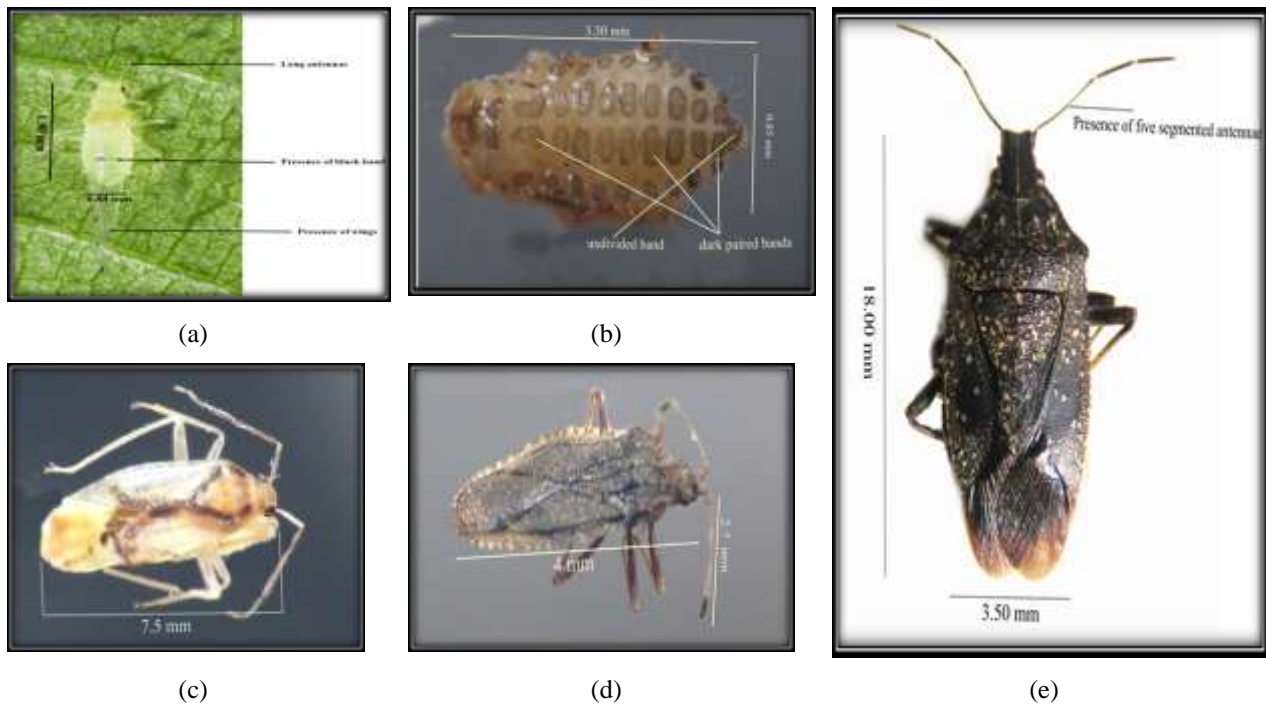 Long antennae
Presence of black band
Presence of wings
(a)
3.30 mm
undivided band
dark paired bands
(b)
Presence of five segmented antennae
18.00 mm
3.50 mm
(e)
7.5 mm
(c)
4 mm
(d)